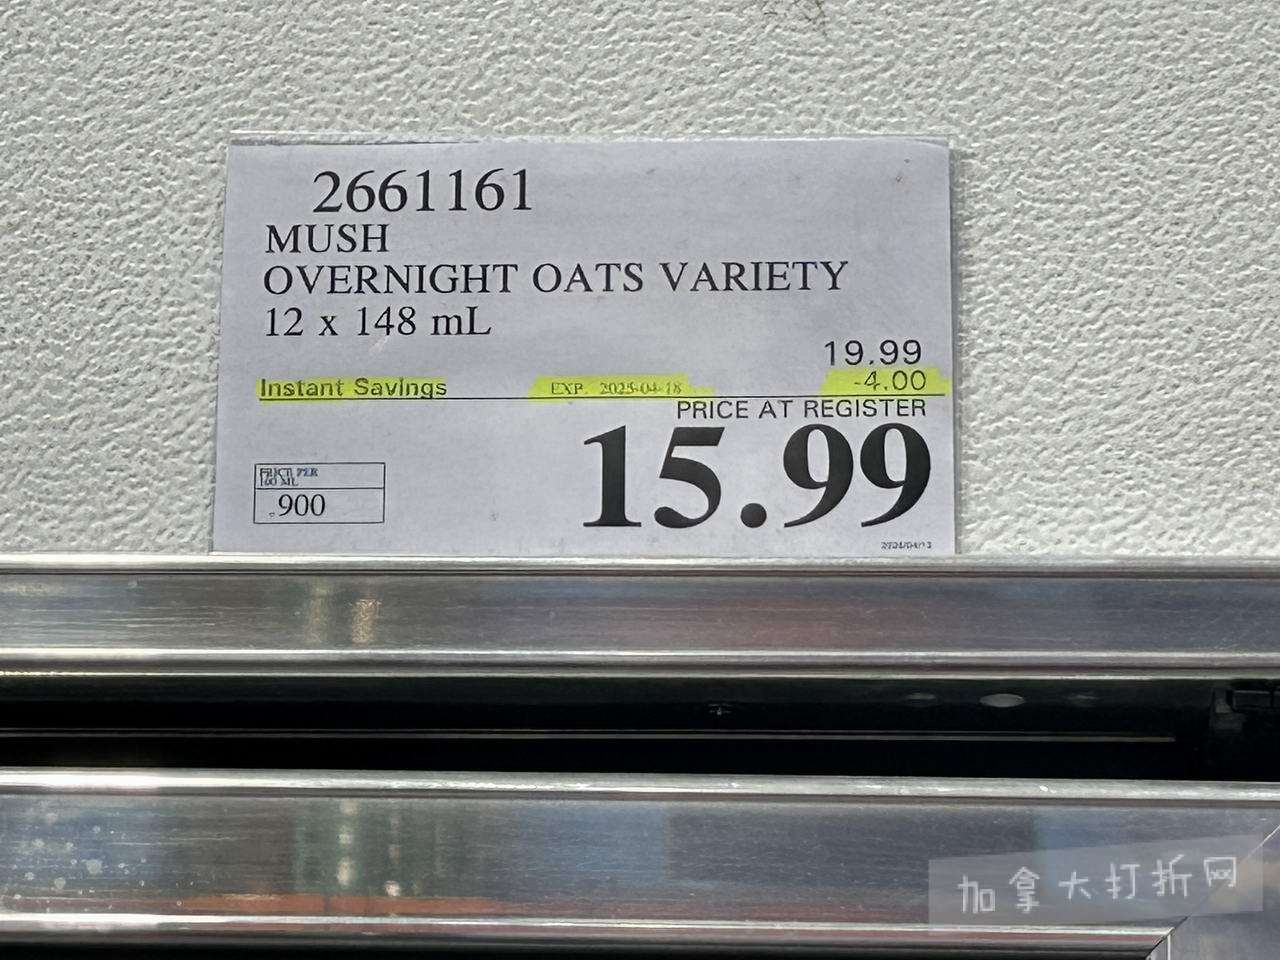 2661161
MUSH
OVERNIGHT OATS VARIETY
12 x 148 mL
19.99
Instant Savings EXP. 2025-04-18 -4.00
PRICE AT REGISTER
15.99
PRICE PER
100 ML
.900
加拿大打折网